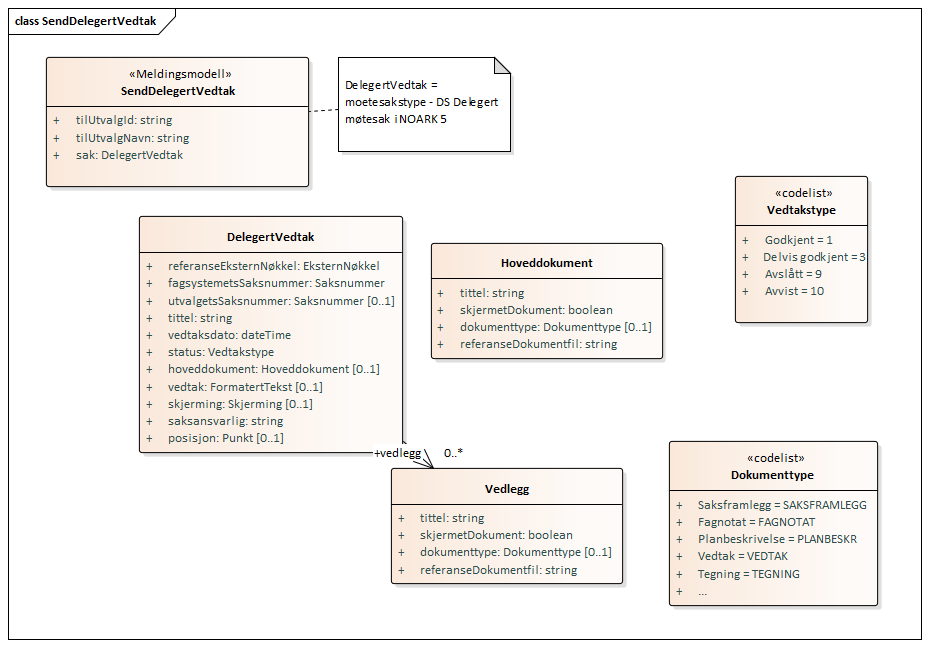 class SendDelegertVedtak
«Meldingsmodell»
SendDelegertVedtak
+ tilUtvalgId: string
+ tilUtvalgNavn: string
+ sak: DelegertVedtak
DelegertVedtak =
moetesakstype - DS Delegert
møtesak i NOARK 5
«codelist»
Vedtakstype
+ Godkjent = 1
+ Delvis godkjent = 3
+ Avslått = 9
+ Avvist = 10
DelegertVedtak
+ referanseEksternNøkkel: EksternNøkkel
+ fagsystemetsSaksnummer: Saksnummer
+ utvalgetsSaksnummer: Saksnummer [0..1]
+ tittel: string
+ vedtaksdato: dateTime
+ status: Vedtakstype
+ hoveddokument: Hoveddokument [0..1]
+ vedtak: FormatertTekst [0..1]
+ skjerming: Skjerming [0..1]
+ saksansvarlig: string
+ posisjon: Punkt [0..1]
Hoveddokument
+ tittel: string
+ skjermetDokument: boolean
+ dokumenttype: Dokumenttype [0..1]
+ referanseDokumentfil: string
+vedlegg 0..*
Vedlegg
+ tittel: string
+ skjermetDokument: boolean
+ dokumenttype: Dokumenttype [0..1]
+ referanseDokumentfil: string
«codelist»
Dokumenttype
+ Saksframlegg = SAKSFRAMLEGG
+ Fagnotat = FAGNOTAT
+ Planbeskrivelse = PLANBESKR
+ Vedtak = VEDTAK
+ Tegning = TEGNING
+ ...